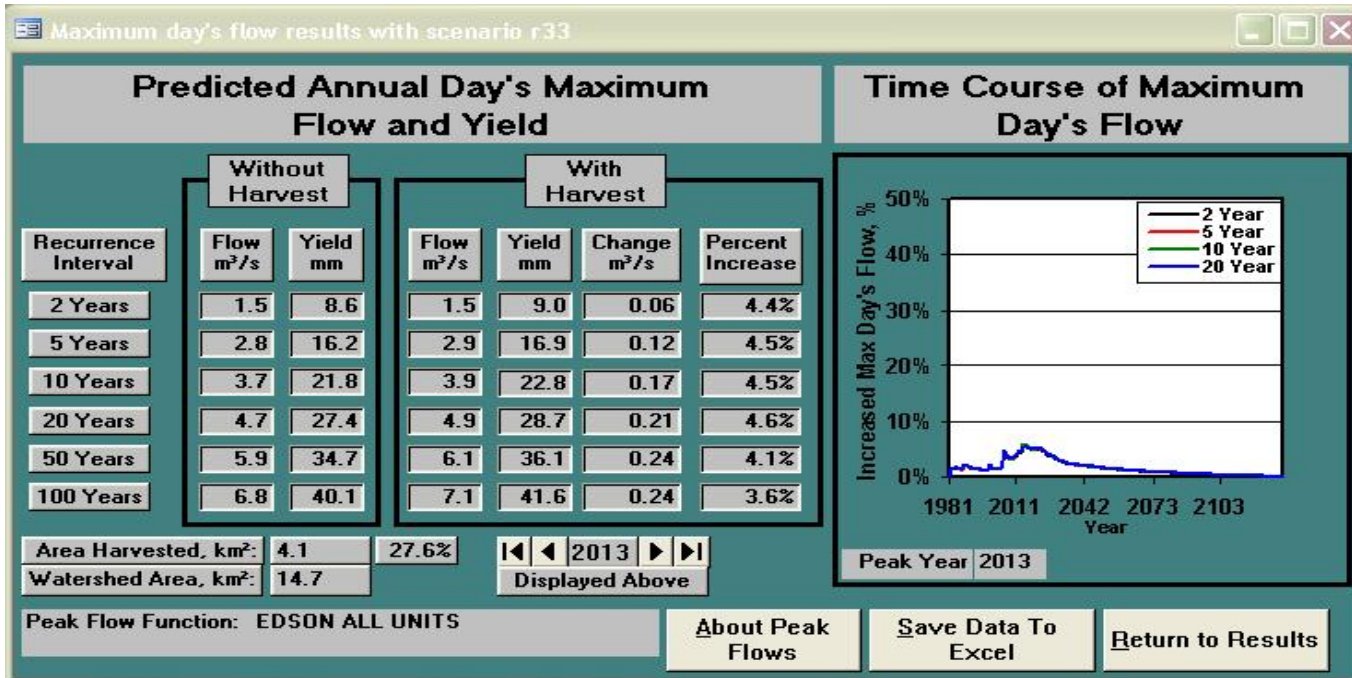 Maximum day's flow results with scenario r33
Predicted Annual Day's Maximum
Flow and Yield
Time Course of Maximum
Day's Flow
Without
Harvest
With
Harvest
Recurrence
Interval
Flow
m³/s
Yield
mm
Flow
m³/s
Yield
mm
Change
m³/s
Percent
Increase
2 Years 1.5 8.6 1.5 9.0 0.06 4.4%
5 Years 2.8 16.2 2.9 16.9 0.12 4.5%
10 Years 3.7 21.8 3.9 22.8 0.17 4.5%
20 Years 4.7 27.4 4.9 28.7 0.21 4.6%
50 Years 5.9 34.7 6.1 36.1 0.24 4.1%
100 Years 6.8 40.1 7.1 41.6 0.24 3.6%
Area Harvested, km²: 4.1 27.6%
Watershed Area, km²: 14.7
2013
Displayed Above
Increased Max Day's Flow, %
50%
40%
30%
20%
10%
0%
2 Year
5 Year
10 Year
20 Year
1981 2011 2042 2073 2103
Year
Peak Year 2013
Peak Flow Function: EDSON ALL UNITS
About Peak
Flows
Save Data To
Excel
Return to Results